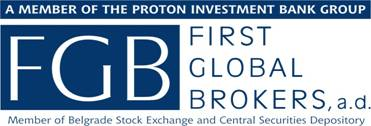 A MEMBER OF THE PROTON INVESTMENT BANK GROUP
FGB
FIRST
GLOBAL
BROKERS, a.d.
Member of Belgrade Stock Exchange and Central Securities Depository